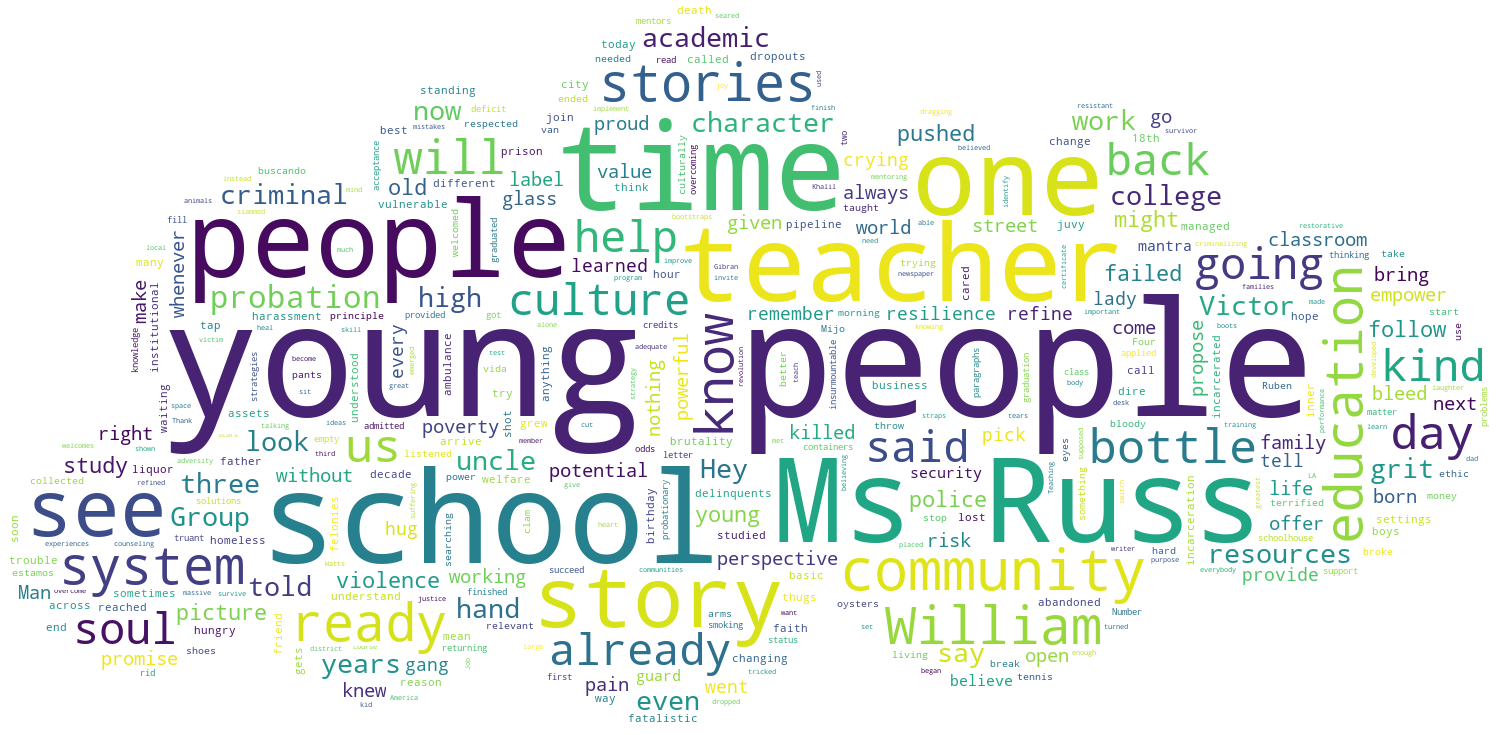 death
mentors
seared
academic
today
needed
read
called
dropouts
stories
used
city
ended
juy
standing
now
deficit
implement
finish
join
proud
character
pushed
dragging
resistant
work
go
across
best
mistakes
respected
van
will
prison
time
two
one
believed
change
18th
survivor
back
buscando
instead
mind
acceptance
old
different
label
value
think
culturally
overcoming
Khalil
crying
always
taught
identify
college
criminal
animals
slammed
vulnerable
glass
people
help
bootstraps
given
pipeline
world
able
need
street
juvy
might
managed
mantra
classroom
restorative
thinking
take
fill
local
many
whenever
much
welcomed
graduated
learned
hour
improve
program
Gibran
invite
teacher
trying
newspaper
cared
certificate
criminalizing
failed
going
families
bring
make
institutional
knowledge
probation
high
culture
harassment
principle
provided
got
credits
remember
morning
resilience
refine
lady
come
Four
Victor
made
hope
empower
start
use
tap
waiting
strategies
victim
heal
skill
every
emerged
ambulance
alone
adequate
Mijo
knowing
important
applied
call
propose
follow
developed
boots
laughter
become
pants
sit
young people
understood
great
test
vida
try
anything
strategy
know
revolution
better
teach
insurmountable
business
paragraphs
graduation
class
body
dire
incarcerated
Ruben
kind
space
Thank
assets
ideas
talking
poverty
admitted
shot
nothing
powerful
straps
tears
desk
bloody
inner
education
matter
learn
bleed
next
problems
right
look
empty
third
us
grew
member
cut
odds
brutality
met
containers
killed
throw
said
pick
bottle
training
performance
family
tell
day
welcomes
shown
study
liquor
father
arrive
listened
letter
uncle
without
decade
power
welfare
potential
Hey
believing
security
eyes
Teaching
supposed
something
switch
greatest
LA
grit
ethic
born
money
collected
adversity
refined
see
three
solutions
Group
soon
truant
homeless
felonies
suffering
hug
searching
clam
give
heart
birthday
probationary
delinquents
young
studied
police
stop
lost
Ms Russ
risk
incarceration
life
terrified
offer
settings
boys
schoolhouse
broke
experiences
counseling
school
perspective
trouble
estamos
system
told
violence
understand
working
finished
succeed
communities
basic
community
writer
hard
purpose
placed
everybody
resources
provide
support
Man
overcome
sometimes
massive
survive
reached
picture
friend
ready
hand
justice
relevant
story
arms
smoking
thugs
want
oysters
faith
status
abandoned
Number
turned
end
soul
hungry
shoes
promise
rid
gets
district
course
mean
returning
years
gang
reason
America
knew
kid
job
already
first
pain
way
guard
changing
went
tricked
dropped
even
fatalistic
set
William
living
say
began
break
believe
open
enough
tennis